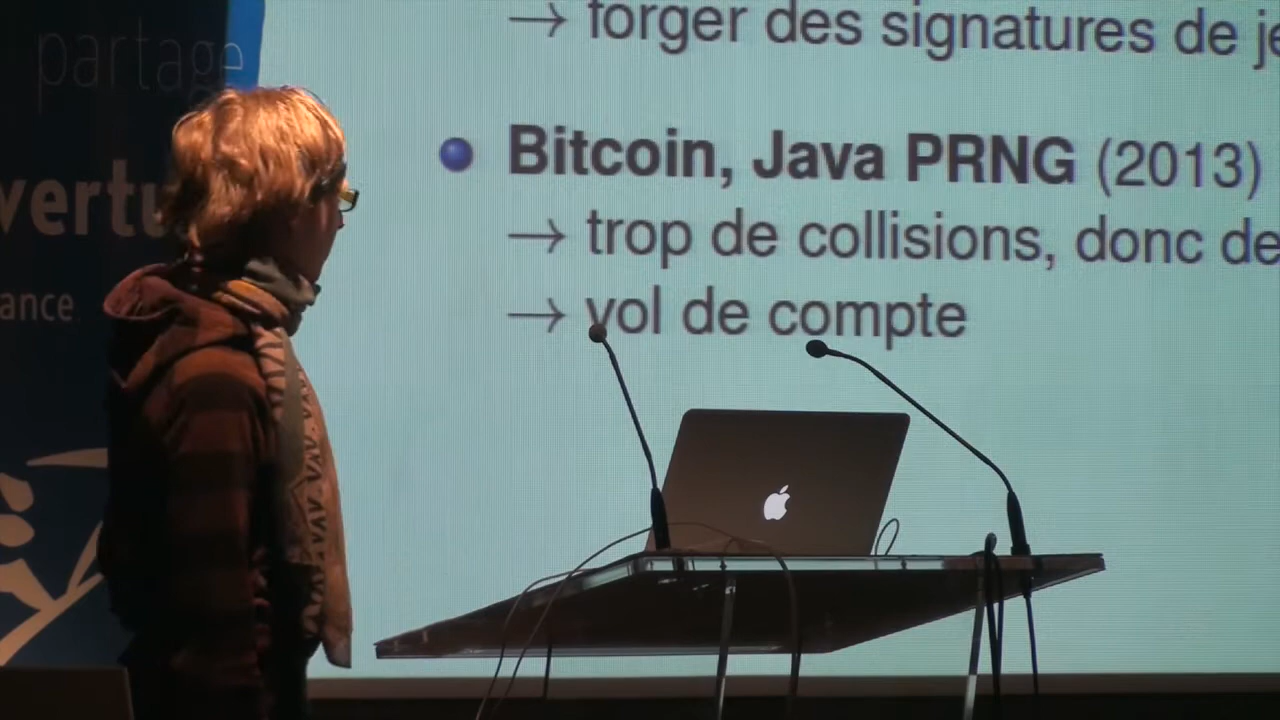 partage
→ forger des signatures de je
Bitcoin, Java PRNG (2013)
vertu
→ trop de collisions, donc de
ance
→ vol de compte